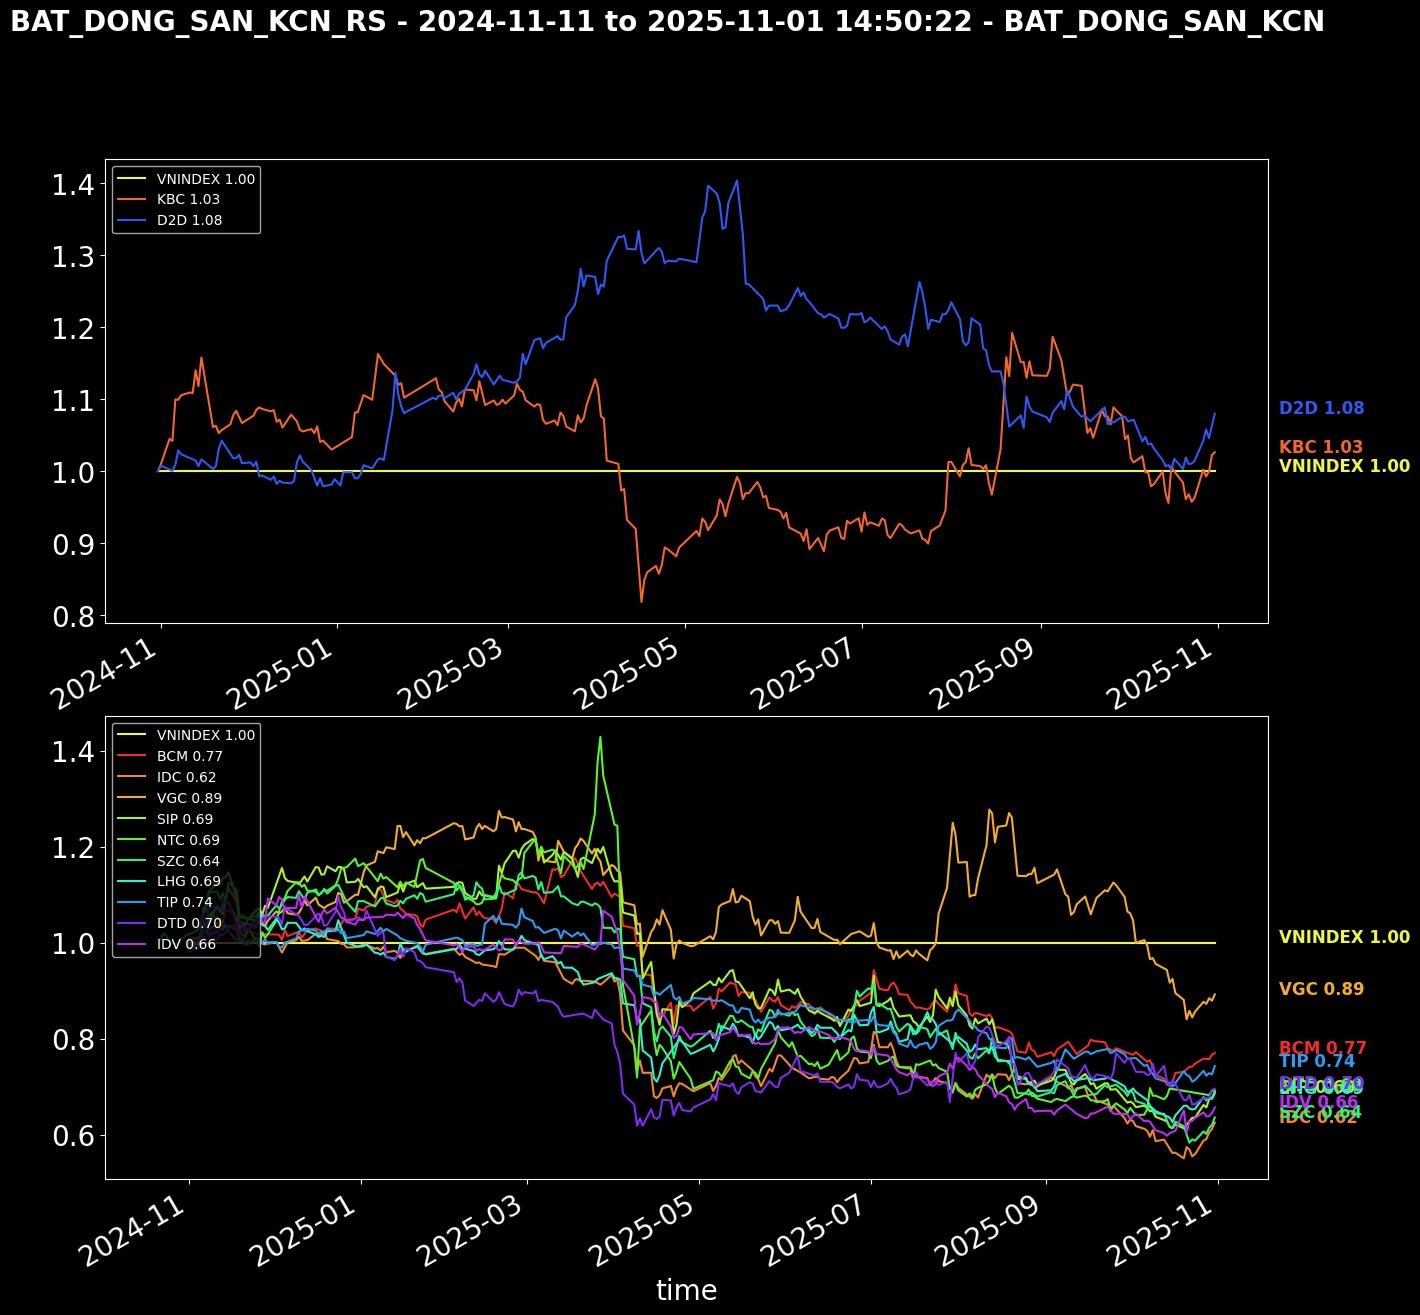 BAT_DONG_SAN_KCN_RS - 2024-11-11 to 2025-11-01 14:50:22 - BAT_DONG_SAN_KCN
VNINDEX 1.00
KBC 1.03
D2D 1.08
1.4
1.3
1.2
1.1
1.0
0.9
0.8
D2D 1.08
KBC 1.03
VNINDEX 1.00
2024-11
2025-01
2025-03
2025-05
2025-07
2025-09
2025-11
VNINDEX 1.00
BCM 0.77
IDC 0.62
VGC 0.89
SIP 0.69
NTC 0.69
SZC 0.64
LHG 0.69
TIP 0.74
DTD 0.70
IDV 0.66
1.4
1.2
1.0
0.8
0.6
VNINDEX 1.00
VGC 0.89
BCM 0.77
TIP 0.74
IDV 0.66
SZC 0.64
IDC 0.62
2024-11
2025-01
2025-03
2025-05
2025-07
2025-09
2025-11
time